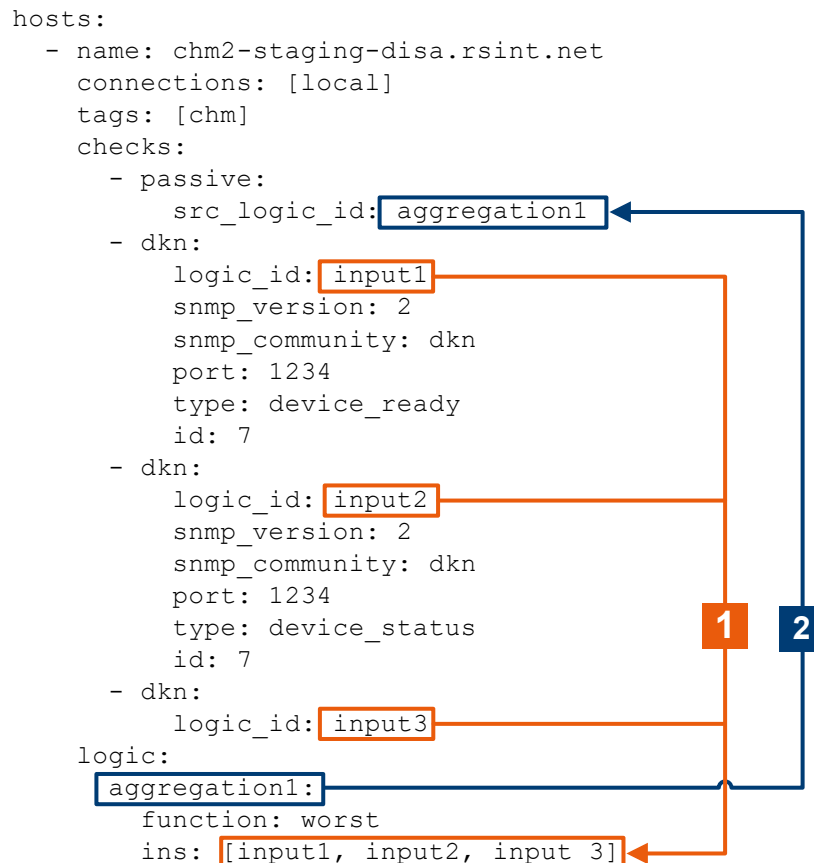 hosts:
  - name: chm2-staging-disa.rsint.net
    connections: [local]
    tags: [chm]
    checks:
      - passive:
          src_logic_id: aggregation1
      - dkn:
          logic_id: input1
          snmp_version: 2
          snmp_community: dkn
          port: 1234
          type: device_ready
          id: 7
      - dkn:
          logic_id: input2
          snmp_version: 2
          snmp_community: dkn
          port: 1234
          type: device_status
          id: 7
      - dkn:
          logic_id: input3
    logic:
      aggregation1:
        function: worst
        ins: [input1, input2, input 3]
1
2